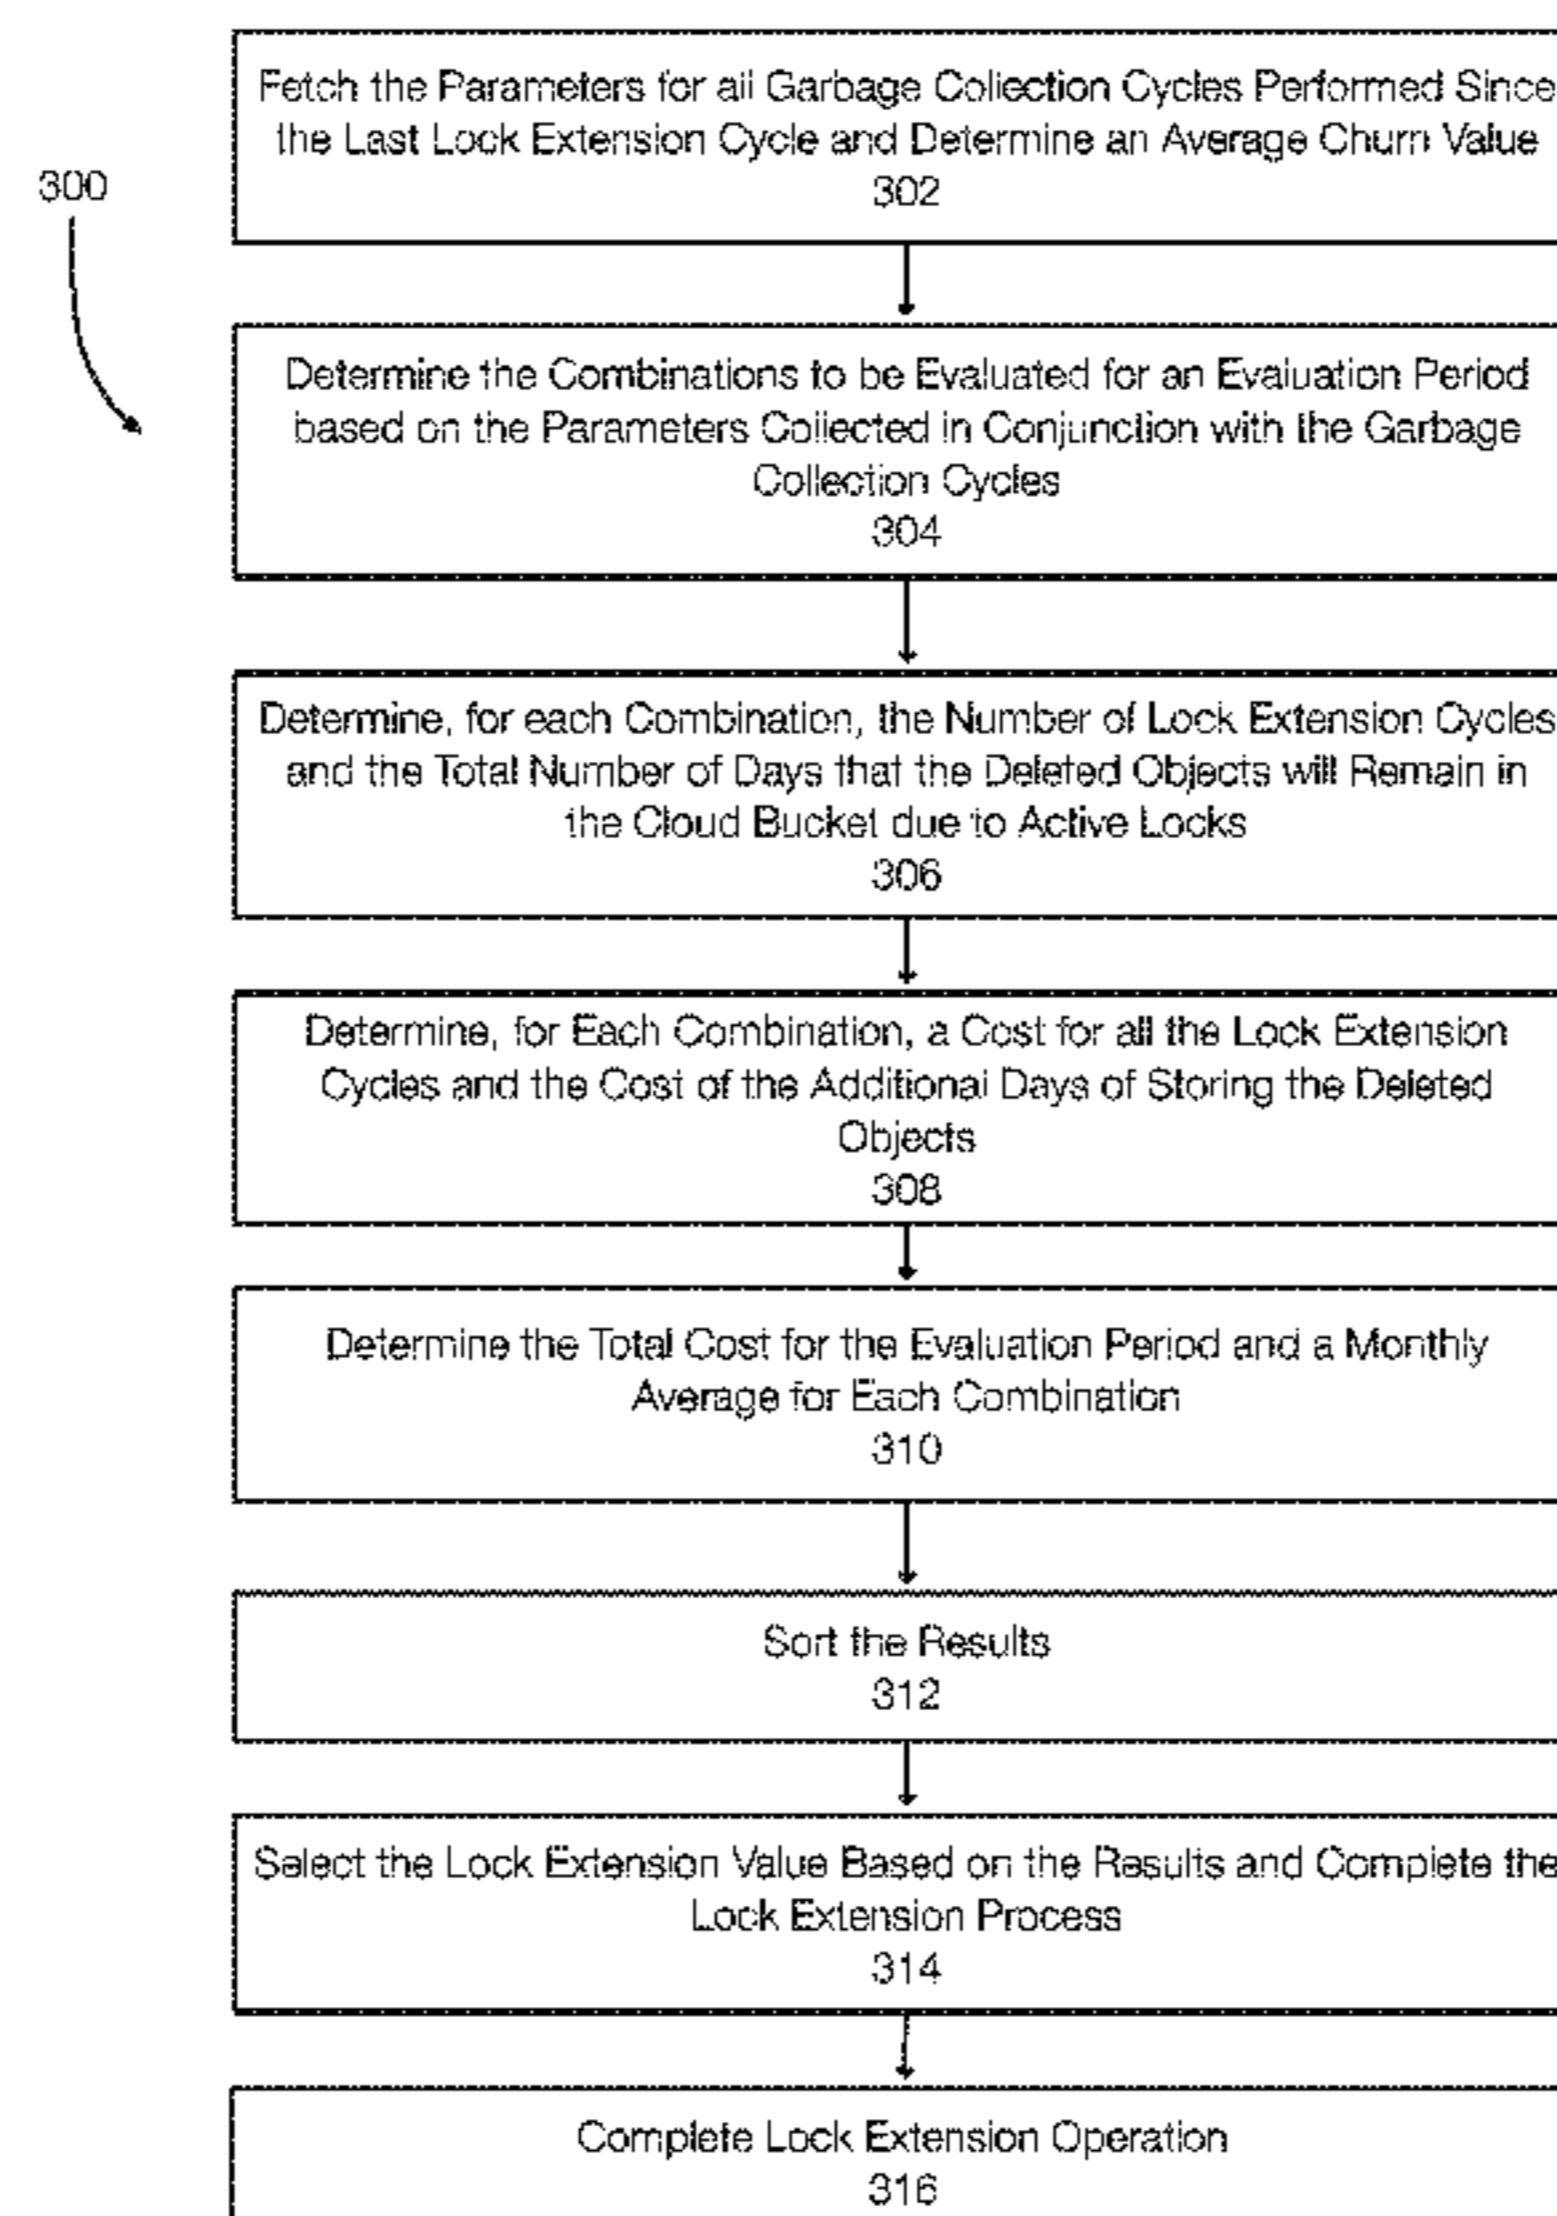 Fetch the Parameters for all Garbage Collection Cycles Performed Since
the Last Lock Extension Cycle and Determine an Average Churn Value
302
300
Determine the Combinations to be Evaluated for an Evaluation Period
based on the Parameters Collected in Conjunction with the Garbage
Collection Cycles
304
Determine, for each Combination, the Number of Lock Extension Cycles
and the Total Number of Days that the Deleted Objects will Remain in
the Cloud Bucket due to Active Locks
306
Determine, for Each Combination, a Cost for all the Lock Extension
Cycles and the Cost of the Additional Days of Storing the Deleted
Objects
308
Determine the Total Cost for the Evaluation Period and a Monthly
Average for Each Combination
310
Sort the Results
312
Select the Lock Extension Value Based on the Results and Complete the
Lock Extension Process
314
Complete Lock Extension Operation
316